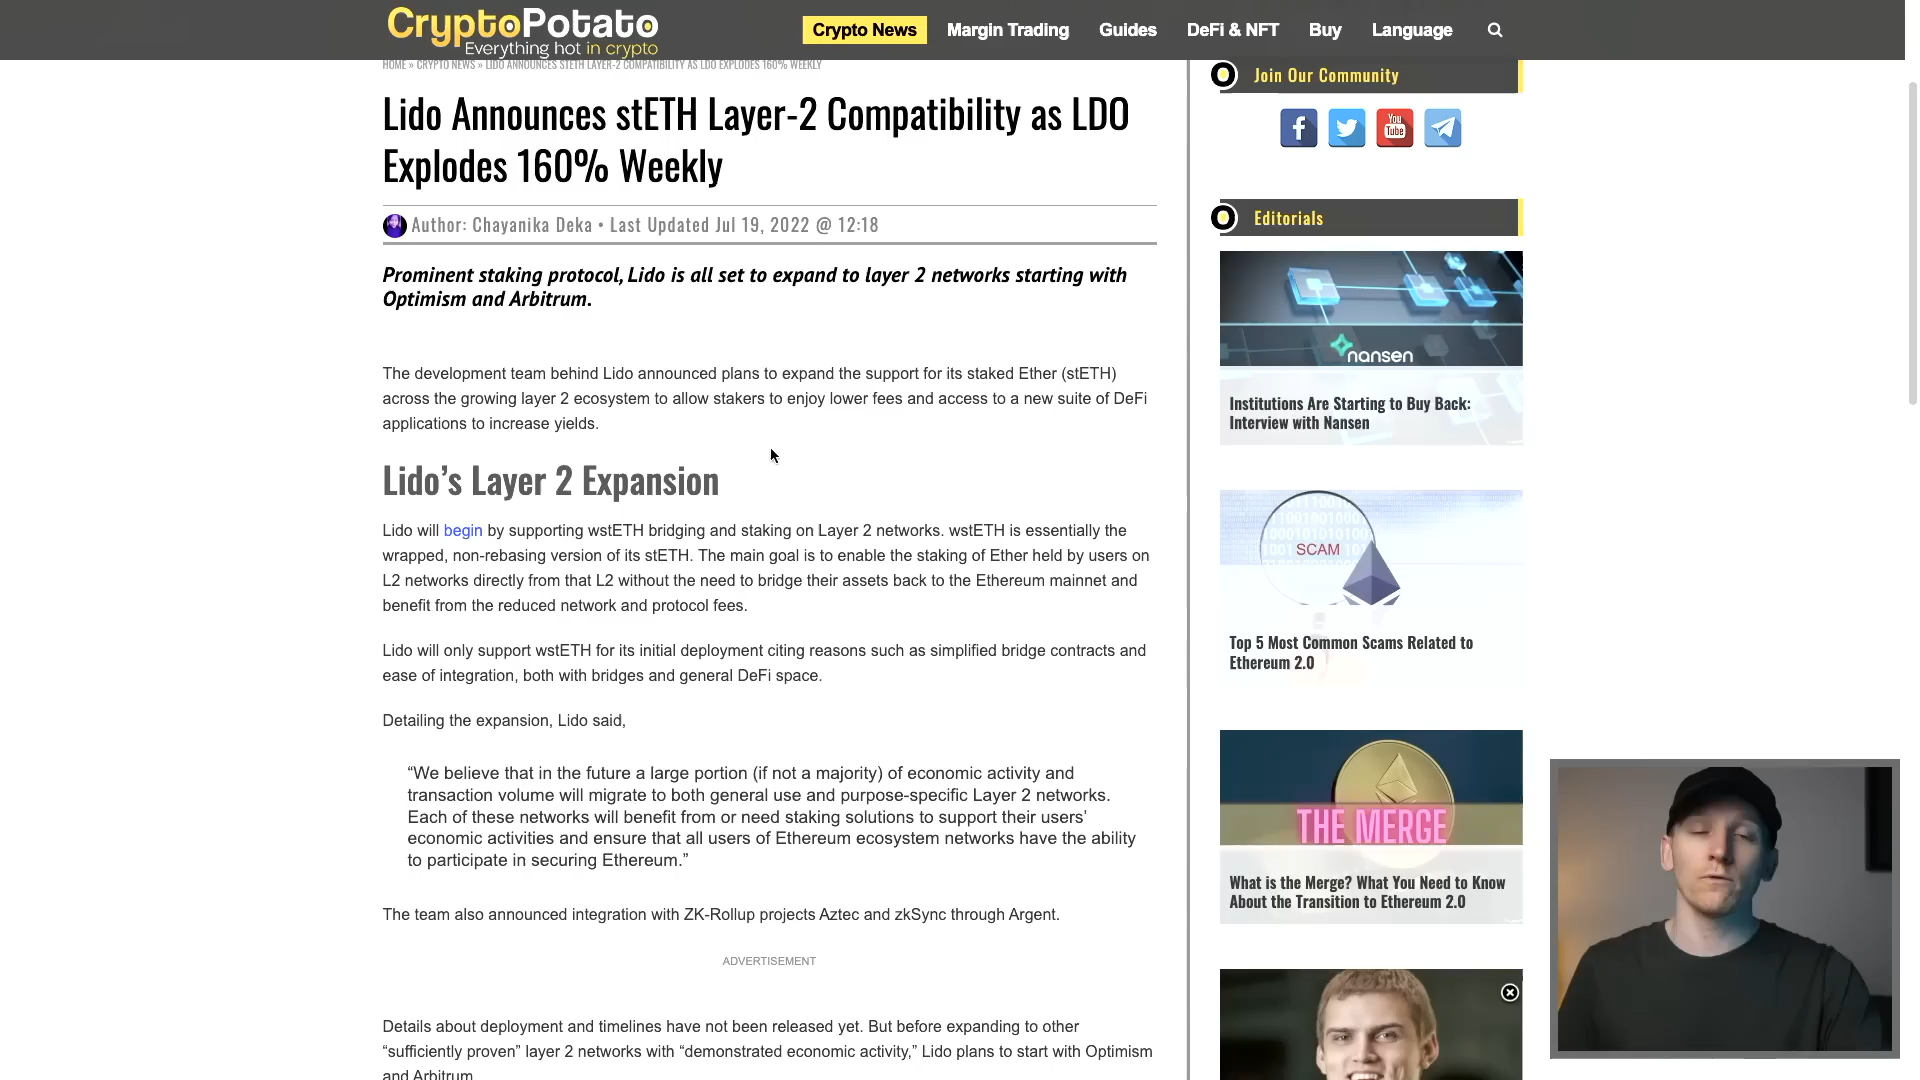 CryptoPotato
Everything hot in crypto
Crypto News
Margin Trading
Guides
DeFi & NFT
Buy
Language
HOME » CRYPTO NEWS » LIDO ANNOUNCES STETH LAYER-2 COMPATIBILITY AS LDO EXPLODES 160% WEEKLY
Lido Announces stETH Layer-2 Compatibility as LDO
Explodes 160% Weekly
Author: Chayanika Deka • Last Updated Jul 19, 2022 @ 12:18
Prominent staking protocol, Lido is all set to expand to layer 2 networks starting with
Optimism and Arbitrum.
The development team behind Lido announced plans to expand the support for its staked Ether (stETH)
across the growing layer 2 ecosystem to allow stakers to enjoy lower fees and access to a new suite of DeFi
applications to increase yields.
Lido’s Layer 2 Expansion
Lido will begin by supporting wstETH bridging and staking on Layer 2 networks. wstETH is essentially the
wrapped, non-rebasing version of its stETH. The main goal is to enable the staking of Ether held by users on
L2 networks directly from that L2 without the need to bridge their assets back to the Ethereum mainnet and
benefit from the reduced network and protocol fees.
Lido will only support wstETH for its initial deployment citing reasons such as simplified bridge contracts and
ease of integration, both with bridges and general DeFi space.
Detailing the expansion, Lido said,
“We believe that in the future a large portion (if not a majority) of economic activity and
transaction volume will migrate to both general use and purpose-specific Layer 2 networks.
Each of these networks will benefit from or need staking solutions to support their users’
economic activities and ensure that all users of Ethereum ecosystem networks have the ability
to participate in securing Ethereum.”
The team also announced integration with ZK-Rollup projects Aztec and zkSync through Argent.
ADVERTISEMENT
Details about deployment and timelines have not been released yet. But before expanding to other
“sufficiently proven” layer 2 networks with “demonstrated economic activity,” Lido plans to start with Optimism
and Arbitrum.
Join Our Community
You
Tube
Editorials
nansen
Institutions Are Starting to Buy Back:
Interview with Nansen
SCAM
Top 5 Most Common Scams Related to
Ethereum 2.0
THE MERGE
What is the Merge? What You Need to Know
About the Transition to Ethereum 2.0